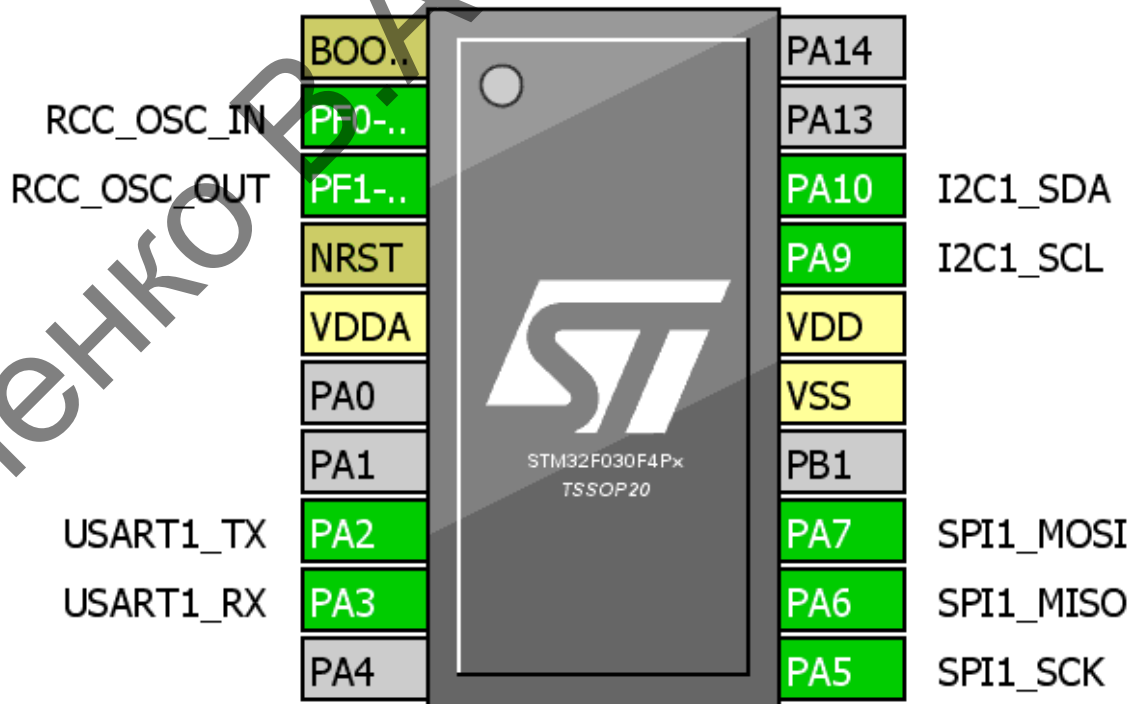 BOO..
RCC_OSC_IN PF0-..
RCC_OSC_OUT PF1-..
NRST
VDDA
PA0
PA1
USART1_TX PA2
USART1_RX PA3
PA4
ST
STM32F030F4Px
TSSOP20
PA14
PA13
PA10 I2C1_SDA
PA9 I2C1_SCL
VDD
VSS
PB1
PA7 SPI1_MOSI
PA6 SPI1_MISO
PA5 SPI1_SCK
енко В.А